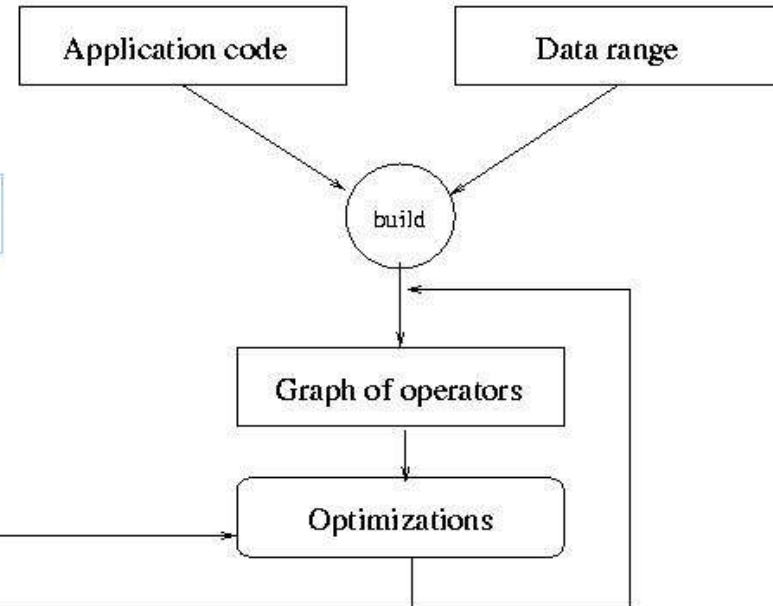 Application code
Data range
build
Graph of operators
Optimizations